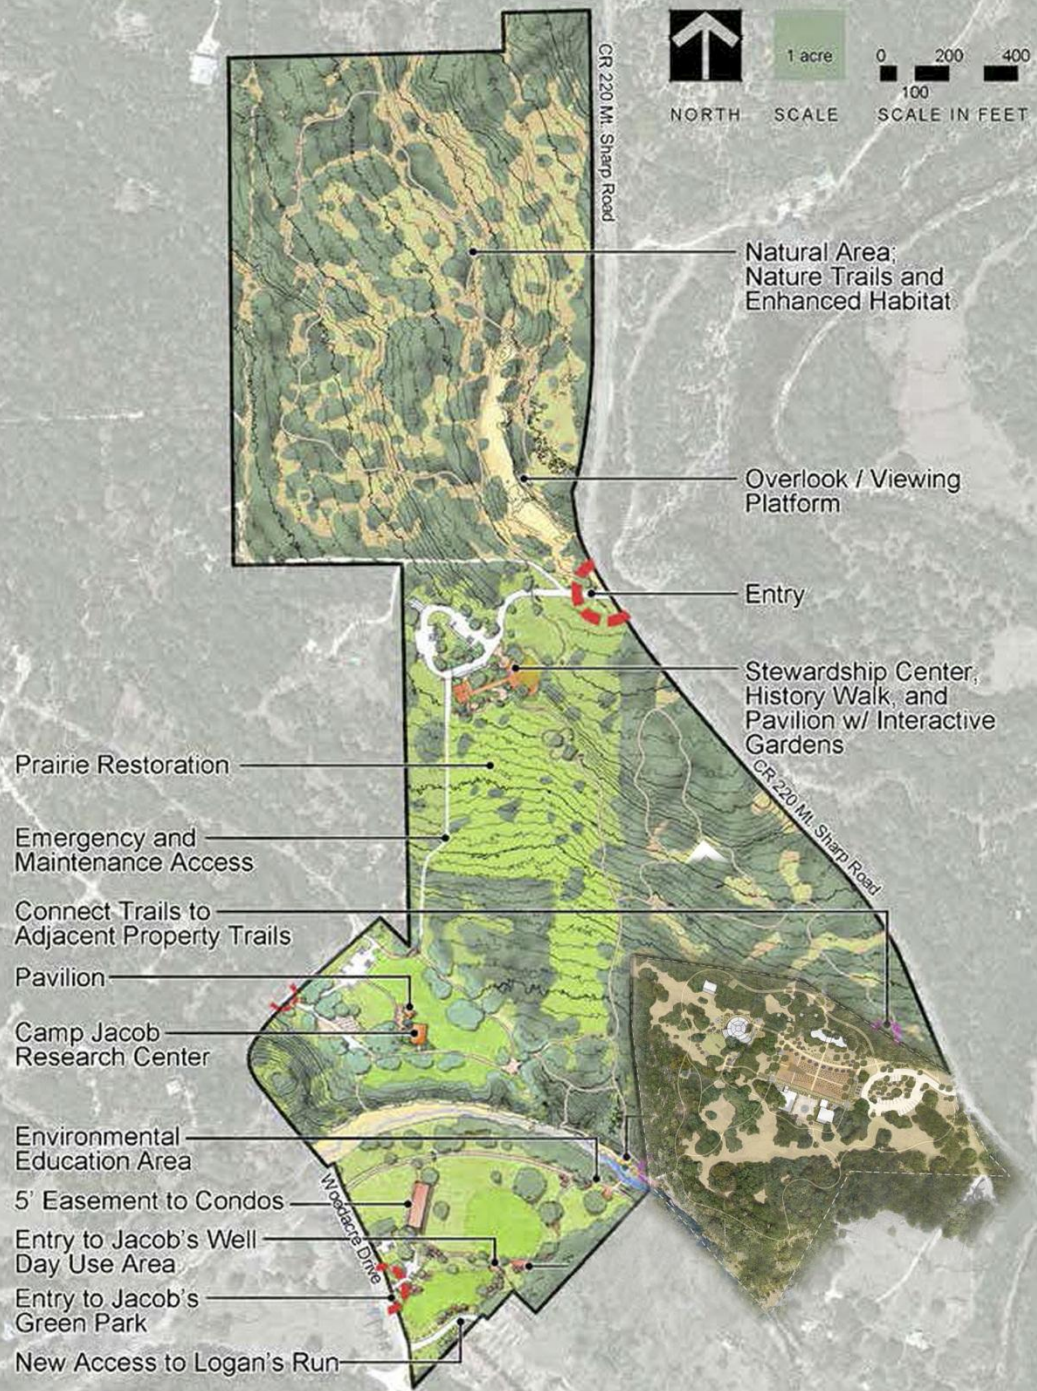 1 acre
0 200 400
100
NORTH
SCALE
SCALE IN FEET
CR 220 Mt. Sharp Road
Natural Area;
Nature Trails and
Enhanced Habitat
Overlook / Viewing
Platform
Entry
Stewardship Center,
History Walk, and
Pavilion w/ Interactive
Gardens
CR 220 Mt. Sharp Road
Prairie Restoration
Emergency and
Maintenance Access
Connect Trails to
Adjacent Property Trails
Pavilion
Camp Jacob
Research Center
Environmental
Education Area
5' Easement to Condos
Woodacre Drive
Entry to Jacob's Well
Day Use Area
Entry to Jacob's
Green Park
New Access to Logan's Run